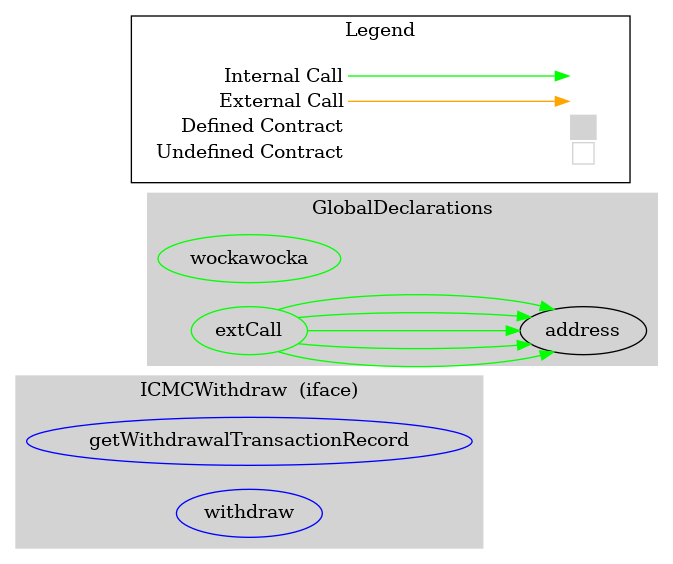 Legend
Internal Call
External Call
Defined Contract
Undefined Contract
GlobalDeclarations
wockawocka
extCall
address
ICMCWithdraw  (iface)
getWithdrawalTransactionRecord
withdraw